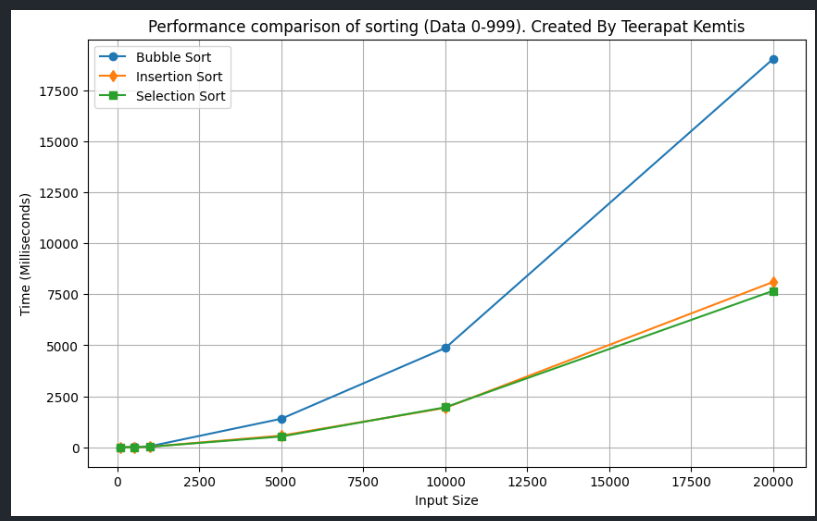 Performance comparison of sorting (Data 0-999). Created By Teerapat Kemtis
Bubble Sort
Insertion Sort
Selection Sort
Time (Milliseconds)
17500
15000
12500
10000
7500
5000
2500
0
0 2500 5000 7500 10000 12500 15000 17500 20000
Input Size